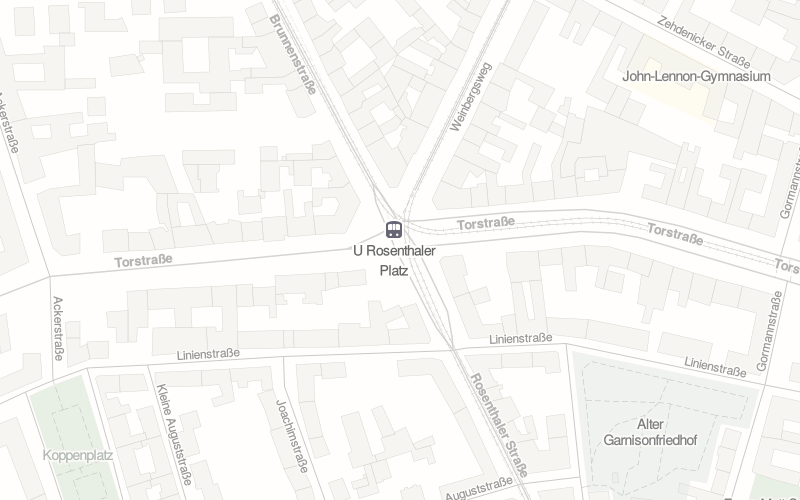 Zehdenicker Straße
Brunnenstraße
John-Lennon-Gymnasium
Weinbergsweg
Ackerstraße
Gormannstraße
Torstraße
Torstraße
U Rosenthaler
Platz
Torstraße
Ackerstraße
Gormannstraße
Linienstraße
Linienstraße
Linienstraße
Kleine Auguststraße
Joachimstraße
Rosenthaler Straße
Alter
Garnisonfriedhof
Koppenplatz
Auguststraße